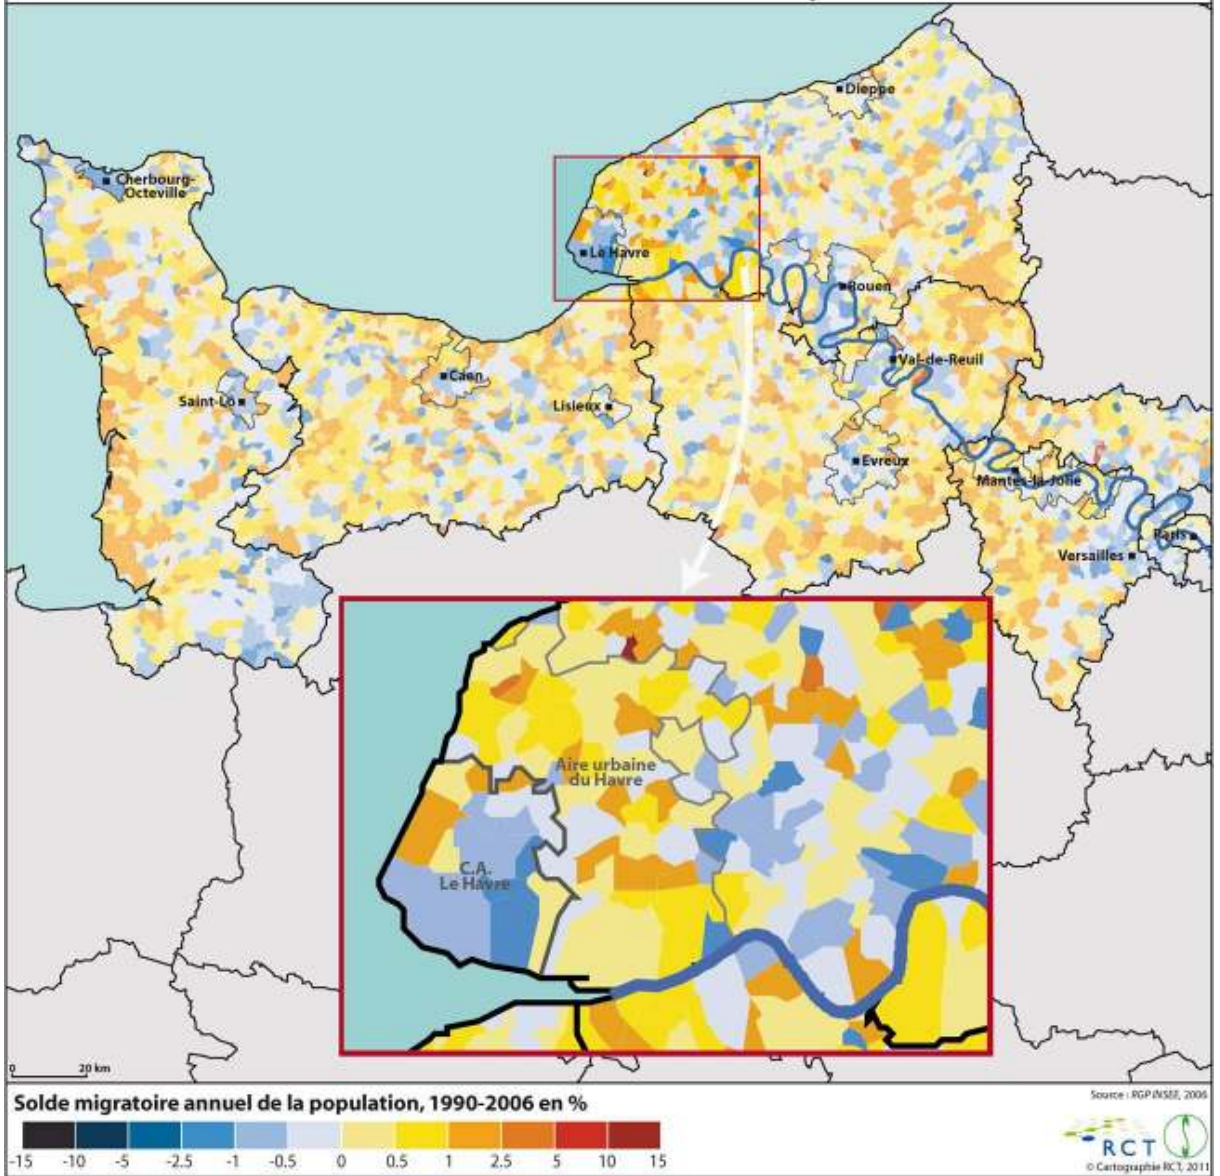 Dieppe
Cherbourg-
Octeville
Le Havre
Rouen
Val-de-Reuil
Caen
Saint-Lô
Lisieux
Evreux
Mantes-la-Jolie
Paris
Versailles
Aire urbaine
du Havre
C.A.
Le Havre
0 20 km
Solde migratoire annuel de la population, 1990-2006 en %
-15 -10 -5 -2.5 -1 -0.5 0 0.5 1 2.5 5 10 15
Source : RGP INSEE, 2006
RCT
© Cartographie RCT, 2011